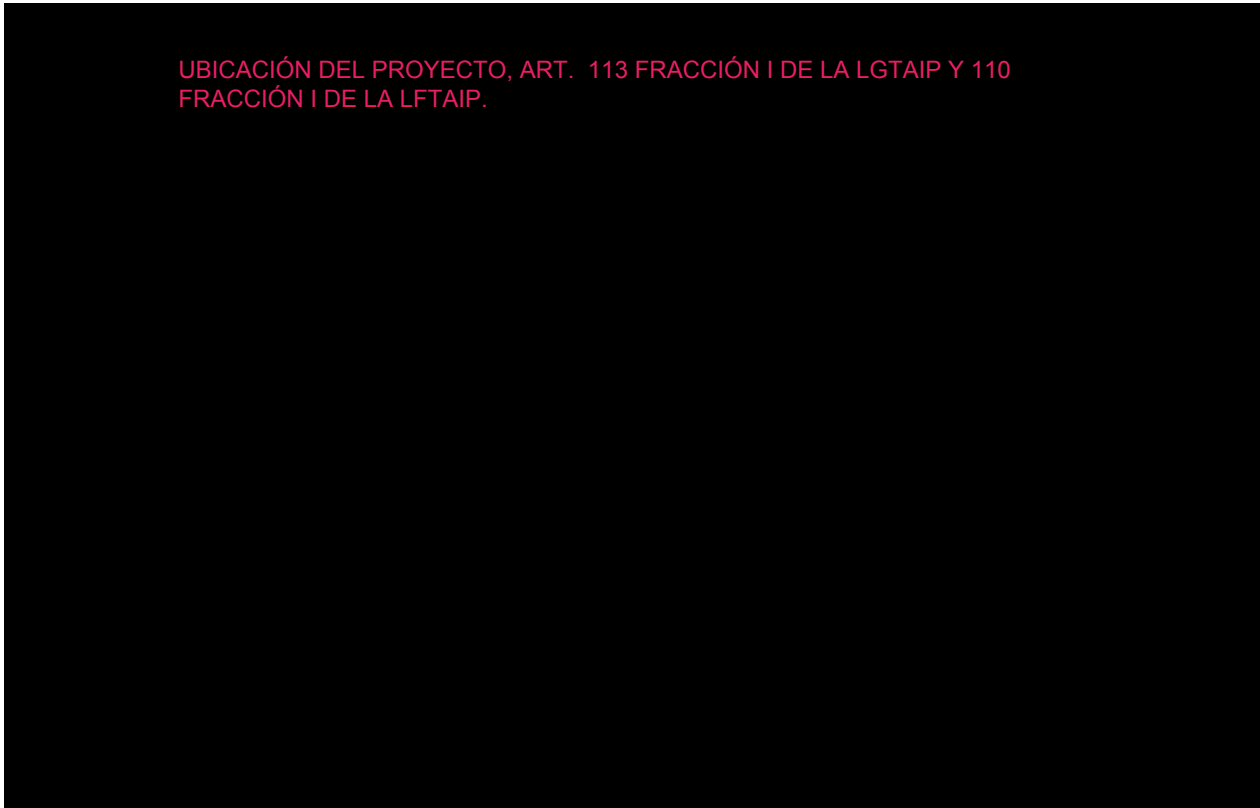 UBICACIÓN DEL PROYECTO, ART.  113 FRACCIÓN I DE LA LGTAIP Y 110
FRACCIÓN I DE LA LFTAIP.